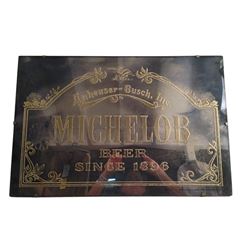 Anheuser-Busch, Inc.
MICHELOB
BEER
SINCE 1896